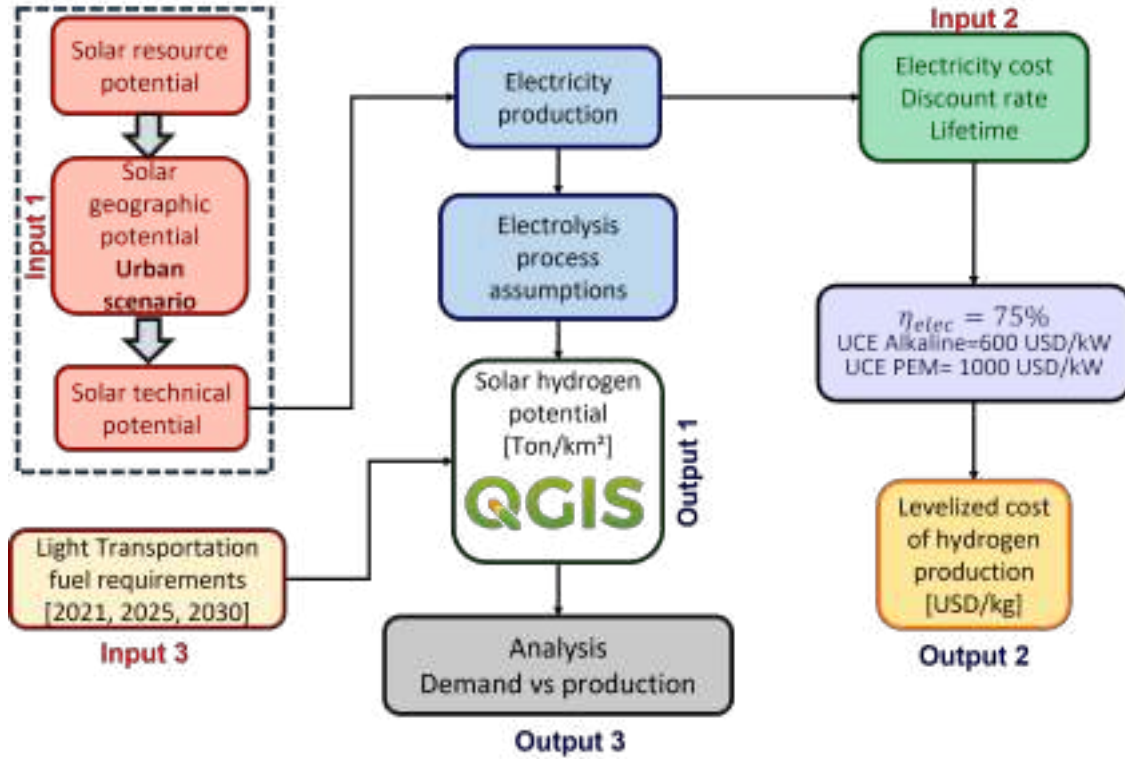 Input 1
Solar resource
potential
Solar
geographic
potential
Urban
scenario
Solar technical
potential
Light Transportation
fuel requirements
[2021, 2025, 2030]
Input 3
Electricity
production
Electrolysis
process
assumptions
Solar hydrogen
potential
[Ton/km²]
QGIS
Output 1
Analysis
Demand vs production
Output 3
Input 2
Electricity cost
Discount rate
Lifetime
η_elec = 75%
UCE Alkaline=600 USD/kW
UCE PEM= 1000 USD/kW
Levelized cost
of hydrogen
production
[USD/kg]
Output 2